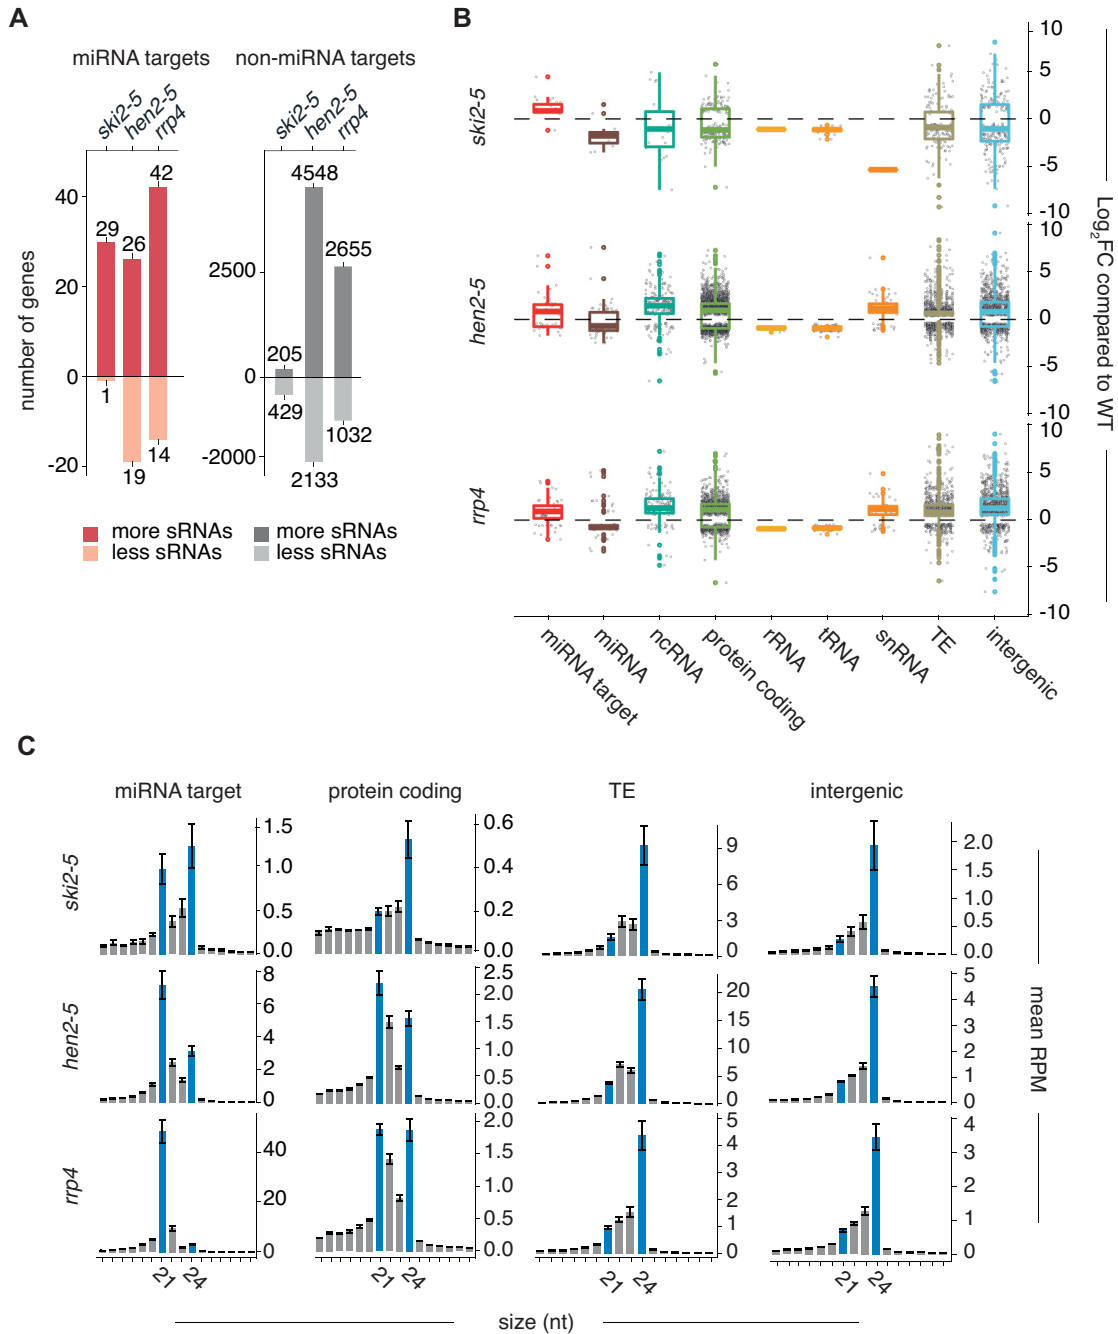 A
miRNA targets
non-miRNA targets
ski2-5
hen2-5
rrp4
ski2-5
hen2-5
rrp4
number of genes
40
20
0
-20
29
26
42
1
19
14
2500
0
-2000
205
4548
2655
429
2133
1032
more sRNAs
less sRNAs
more sRNAs
less sRNAs
B
ski2-5
10
5
0
-5
-10
hen2-5
10
5
0
-5
-10
rrp4
10
5
0
-5
-10
Log₂FC compared to WT
miRNA target
miRNA
ncRNA
protein coding
rRNA
tRNA
snRNA
TE
intergenic
C
miRNA target
protein coding
TE
intergenic
ski2-5
1.5
1.0
0.5
0.0
0.6
0.4
0.2
0.0
9
6
3
0
2.0
1.5
1.0
0.5
0.0
hen2-5
8
6
4
2
0
2.5
2.0
1.5
1.0
0.5
0.0
20
15
10
5
0
5
4
3
2
1
0
rrp4
40
20
0
2.0
1.5
1.0
0.5
0.0
5
4
3
2
1
0
4
3
2
1
0
mean RPM
21
24
21
24
21
24
21
24
size (nt)